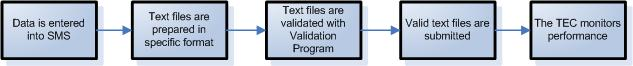 Data is entered
into SMS
Text files are
prepared in
specific format
Text files are
validated with
Validation
Program
Valid text files are
submitted
The TEC monitors
performance